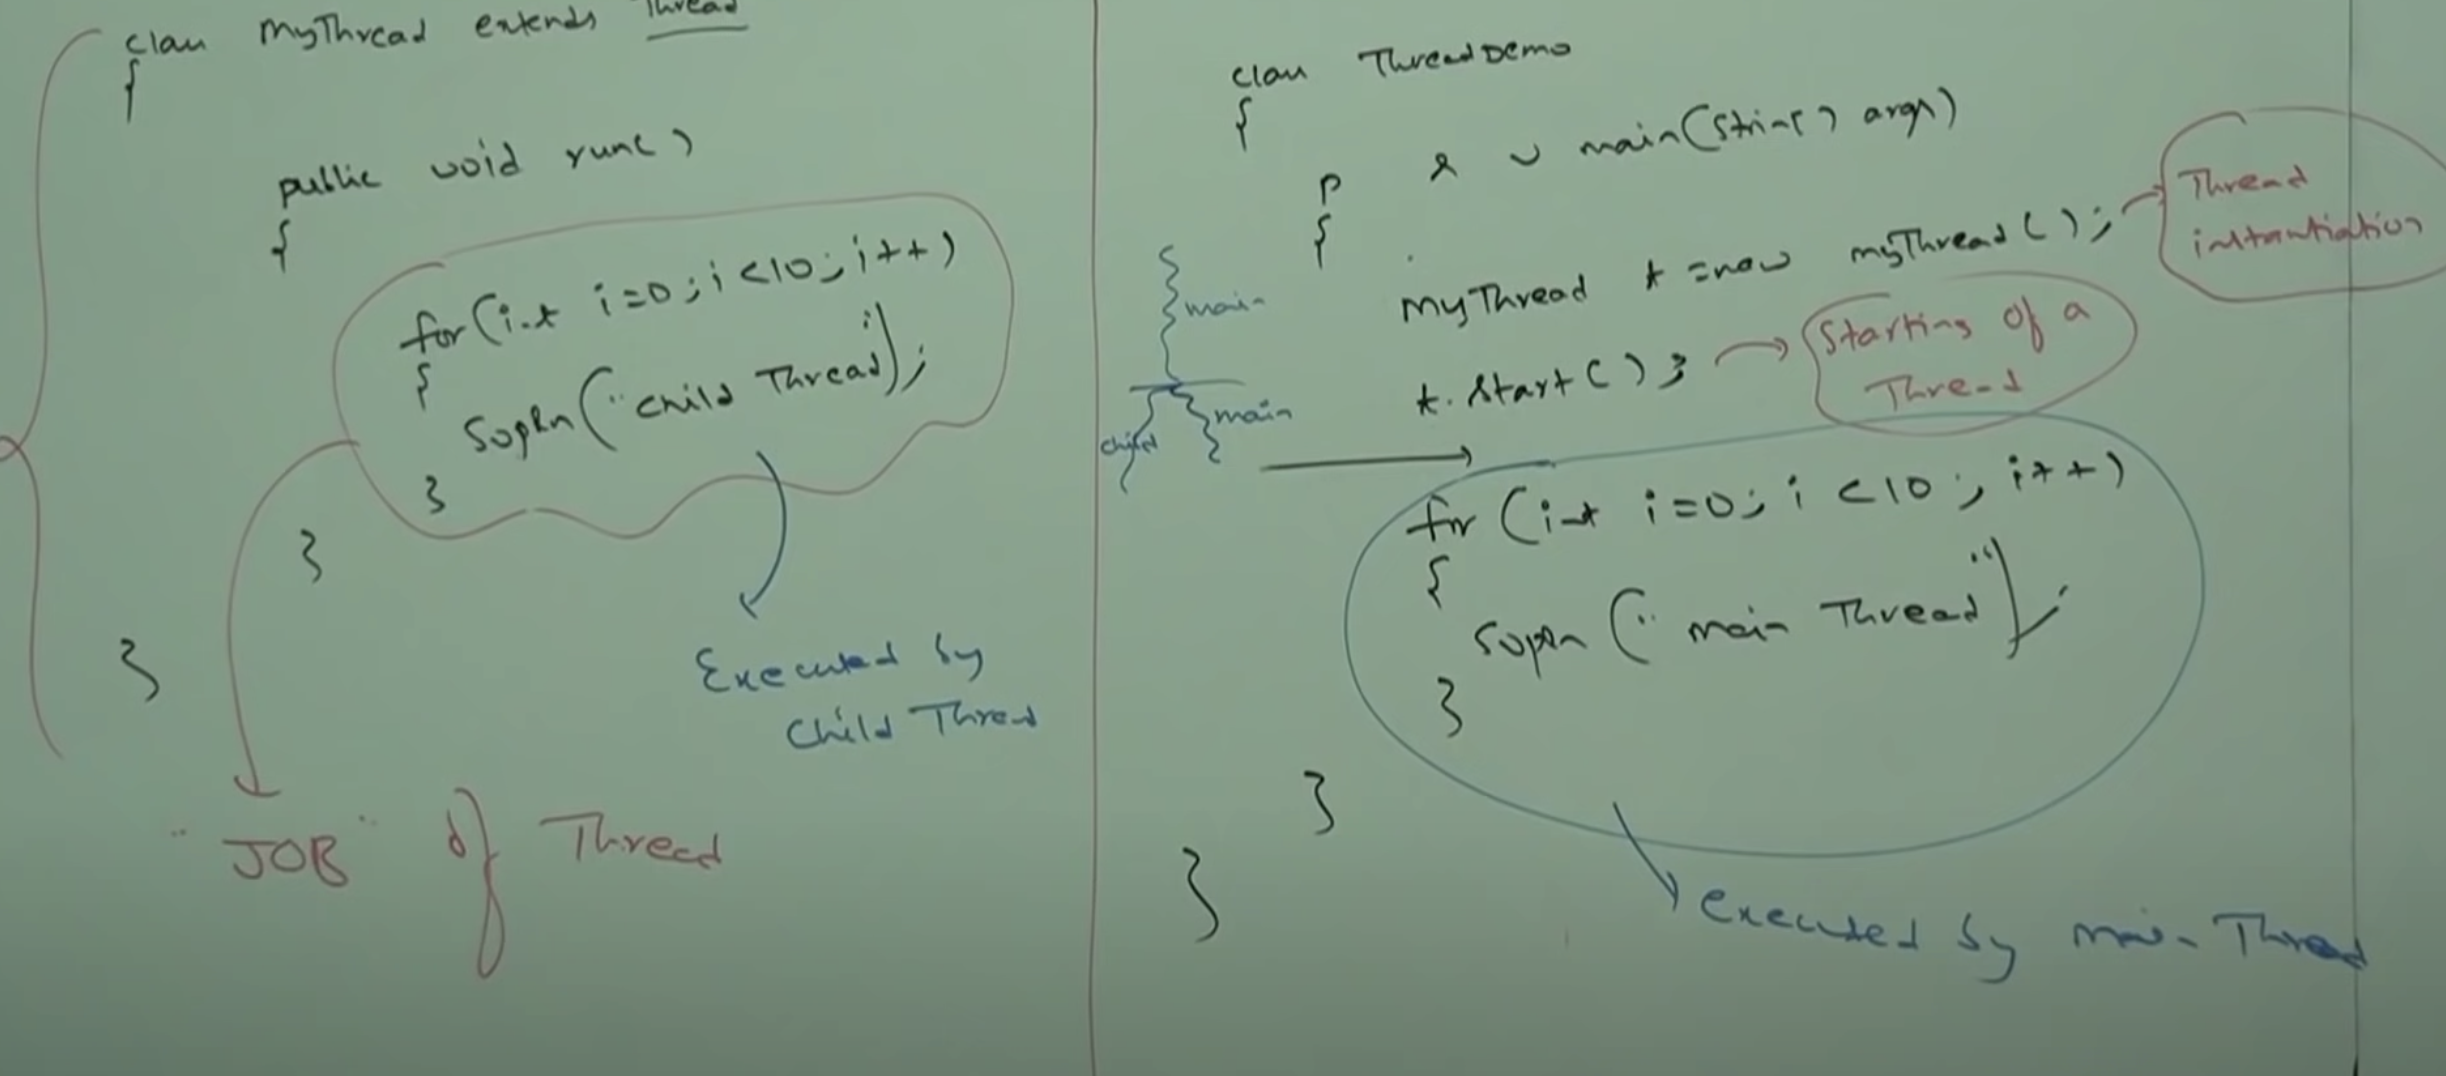 class MyThread extends Thread
{
public void run()
{
for(int i=0;i<10;i++)
{
Sopln("child Thread");
}
}
}
Executed by
Child Thread
"JOB" of Thread
class ThreadDemo
{
P s v main(String[] args)
{
MyThread t = new myThread();
Thread
instantiation
t.start();
Starting of a
Thread
main
child
main
for (int i=0; i<10; i++)
{
Sopln("main Thread");
}
}
}
executed by main Thread